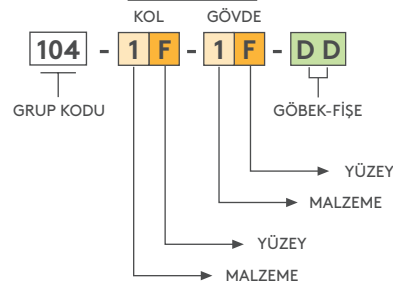 KOL GÖVDE
104 - 1 F - 1 F - D D
GRUP KODU GÖBEK-FİŞE
YÜZEY
MALZEME
YÜZEY
MALZEME